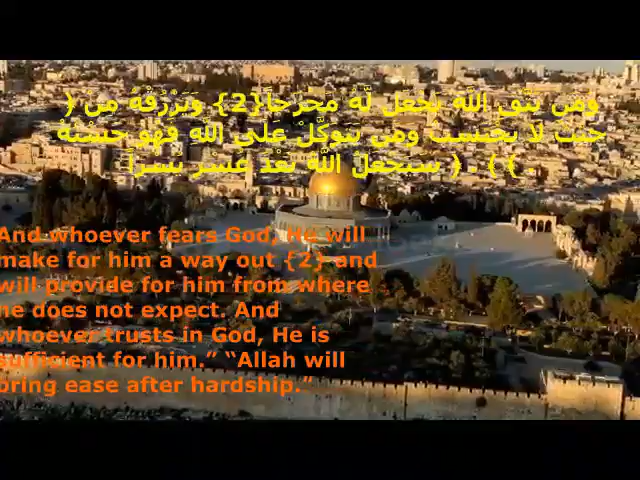 وَمَن يَتَّقِ اللَّهَ يَجْعَل لَّهُ مَخْرَجاً{2} وَيَرْزُقْهُ مِنْ ﴿
حَيْثُ لَا يَحْتَسِبُ وَمَن يَتَوَكَّلْ عَلَى اللَّهِ فَهُوَ حَسْبُهُ
. ﴾ ) . ( سَيَجْعَلُ اللَّهُ بَعْدَ عُسْرٍ يُسْراً
And whoever fears God, He will
make for him a way out {2} and
will provide for him from where
he does not expect. And
whoever trusts in God, He is
sufficient for him.” “Allah will
bring ease after hardship.”